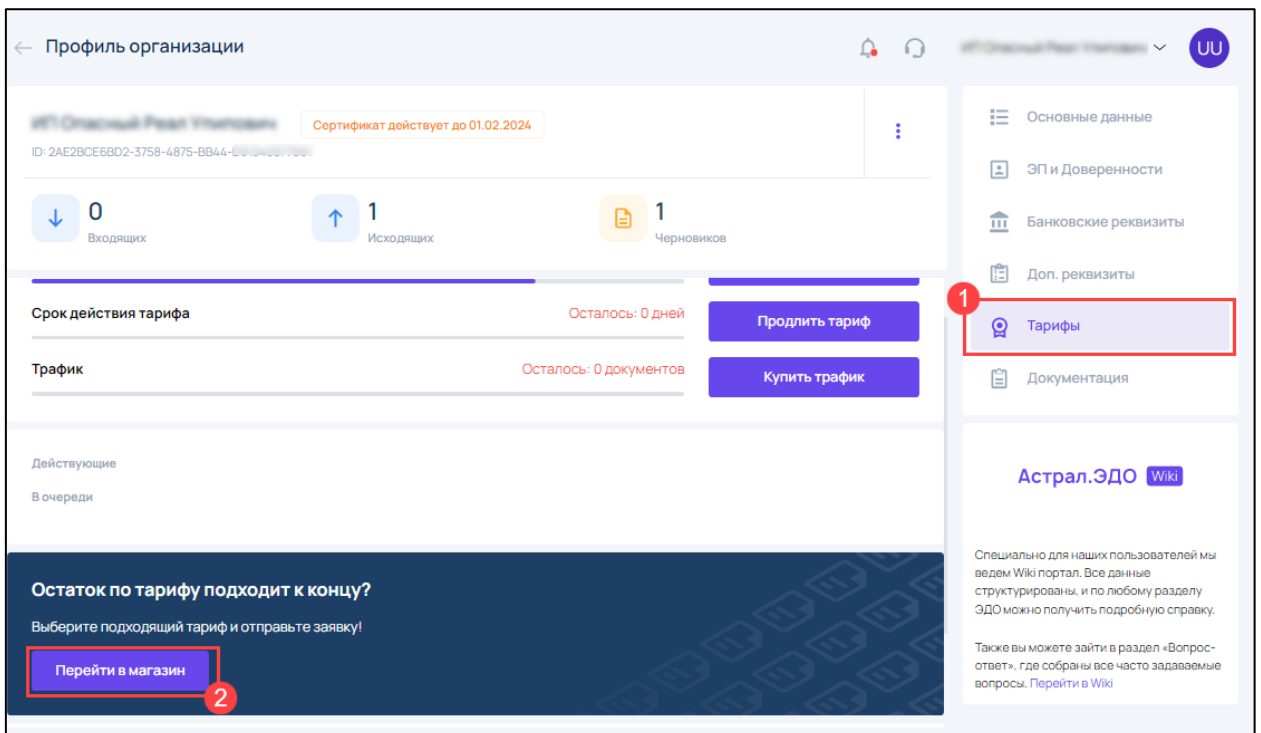 Профиль организации
UU
Сертификат действует до 01.02.2024
ID: 2AE2BCE6BD2-3758-4875-BB44-
0
Входящих
1
Исходящих
1
Черновиков
Срок действия тарифа
Осталось: 0 дней
Продлить тариф
Трафик
Осталось: 0 документов
Купить трафик
Действующие
В очереди
Остаток по тарифу подходит к концу?
Выберите подходящий тариф и отправьте заявку!
Перейти в магазин
2
Основные данные
ЭП и Доверенности
Банковские реквизиты
Доп. реквизиты
1
Тарифы
Документация
Астрал.ЭДО Wiki
Специально для наших пользователей мы
ведем Wiki портал. Все данные
структурированы, и по любому разделу
ЭДО можно получить подробную справку.
Также вы можете зайти в раздел «Вопрос-
ответ», где собраны все часто задаваемые
вопросы. Перейти в Wiki